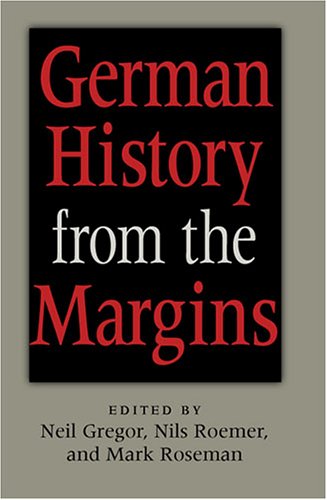 German
History
from the
Margins
EDITED BY
Neil Gregor, Nils Roemer,
and Mark Roseman